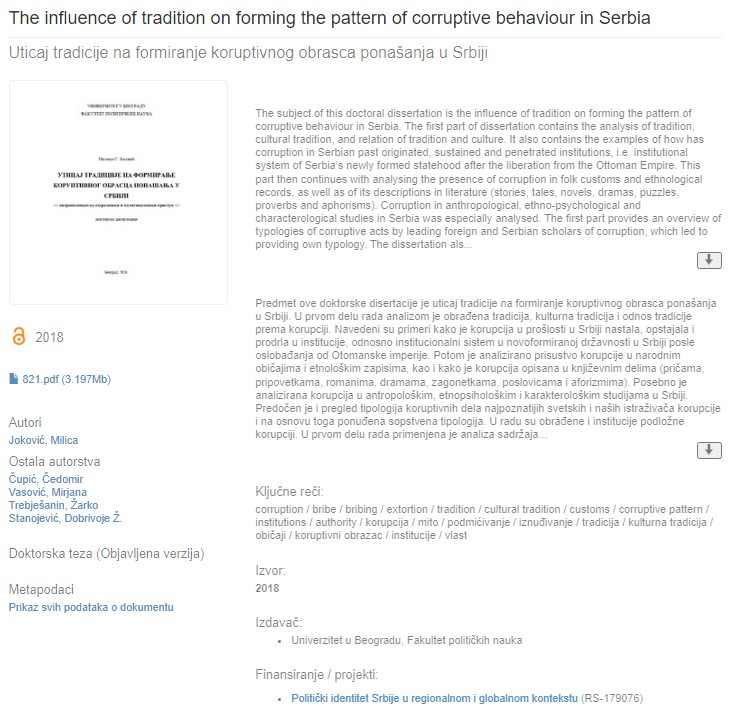 The influence of tradition on forming the pattern of corruptive behaviour in Serbia
Uticaj tradicije na formiranje koruptivnog obrasca ponašanja u Srbiji
УНИВЕРЗИТЕТ У БЕОГРАДУ
ФАКУЛТЕТ ПОЛИТИЧКИХ НАУКА
УТИЦАЈ ТРАДИЦИЈЕ НА ФОРМИРАЊЕ
КОРУПТИВНОГ ОБРАСЦА ПОНАШАЊА У
СРБИЈИ
докторска дисертација
Београд, 2018
2018
821.pdf (3.197Mb)
Autori
Joković, Milica
Ostala autorstva
Čupić, Čedomir
Vasović, Mirjana
Trebješanin, Žarko
Stanojević, Dobrivoje Ž.
Doktorska teza (Objavljena verzija)
Metapodaci
Prikaz svih podataka o dokumentu
The subject of this doctoral dissertation is the influence of tradition on forming the pattern of
corruptive behaviour in Serbia. The first part of dissertation contains the analysis of tradition,
cultural tradition, and relation of tradition and culture. It also contains the examples of how has
corruption in Serbian past originated, sustained and penetrated institutions, i.e. institutional
system of Serbia's newly formed statehood after the liberation from the Ottoman Empire. This
part then continues with analysing the presence of corruption in folk customs and ethnological
records, as well as of its descriptions in literature (stories, tales, novels, dramas, puzzles,
proverbs and aphorisms). Corruption in anthropological, ethno-psychological and
characterological studies in Serbia was especially analysed. The first part provides an overview of
typologies of corruptive acts by leading foreign and Serbian scholars of corruption, which led to
providing own typology. The dissertation als...
Predmet ove doktorske disertacije je uticaj tradicije na formiranje koruptivnog obrasca ponašanja
u Srbiji. U prvom delu rada analizom je obrađena tradicija, kulturna tradicija i odnos tradicije
prema korupciji. Navedeni su primeri kako je korupcija u prošlosti u Srbiji nastala, opstajala i
prodrla u institucije, odnosno institucionalni sistem u novoformiranoj državnosti u Srbiji posle
oslobađanja od Otomanske imperije. Potom je analizirano prisustvo korupcije u narodnim
običajima i etnološkim zapisima, kao i kako je korupcija opisana u književnim delima (pričama,
pripovetkama, romanima, dramama, zagonetkama, poslovicama i aforizmima). Posebno je
analizirana korupcija u antropološkim, etnopsihološkim i karakterološkim studijama u Srbiji.
Predočen je i pregled tipologija koruptivnih dela najpoznatijih svetskih i naših istraživača korupcije
i na osnovu toga ponuđena sopstvena tipologija. U radu su obrađene i institucije podložne
korupciji. U prvom delu rada primenjena je analiza sadržaja...
Ključne reči:
corruption / bribe / bribing / extortion / tradition / cultural tradition / customs / corruptive pattern /
institutions / authority / korupcija / mito / podmićivanje / iznuđivanje / tradicija / kulturna tradicija /
običaji / koruptivni obrazac / institucije / vlast
Izvor:
2018
Izdavač:
Univerzitet u Beogradu, Fakultet političkih nauka
Finansiranje / projekti:
Politički identitet Srbije u regionalnom i globalnom kontekstu (RS-179076)